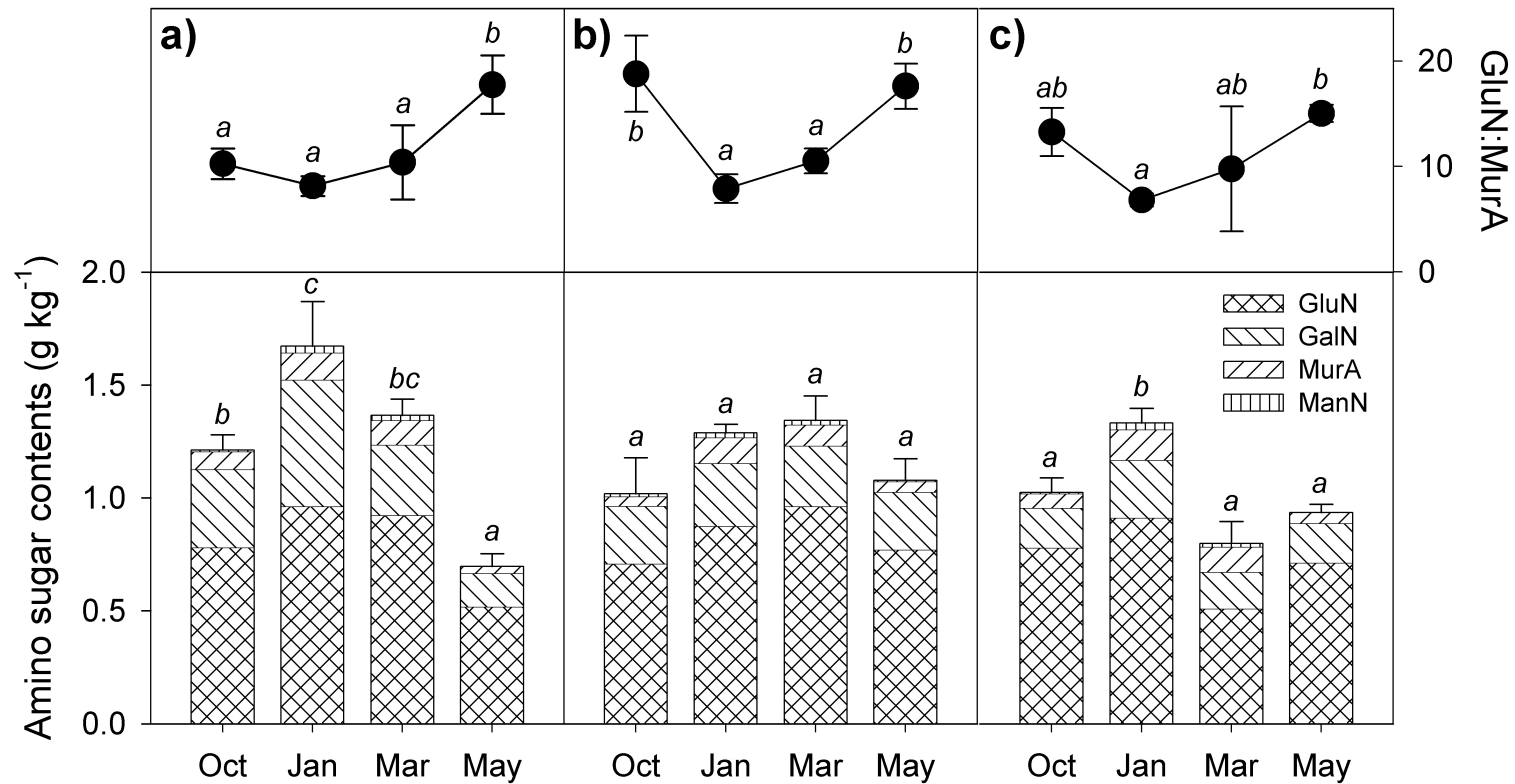 a) b) c)
b
a a a
b b
a a
b
ab a ab b
20
10
0
GluN:MurA
Amino sugar contents (g kg⁻¹)
2.0
1.5
1.0
0.5
0.0
b c bc a
a a a a
a b a a
GluN
GalN
MurA
ManN
Oct Jan Mar May Oct Jan Mar May Oct Jan Mar May